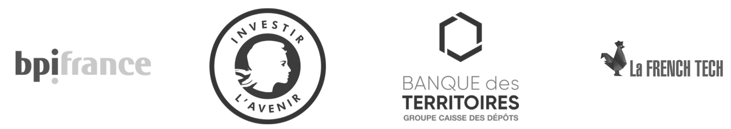 bpifrance
INVESTIR
L'AVENIR
BANQUE des
TERRITOIRES
GROUPE CAISSE DES DÉPÔTS
La FRENCH TECH